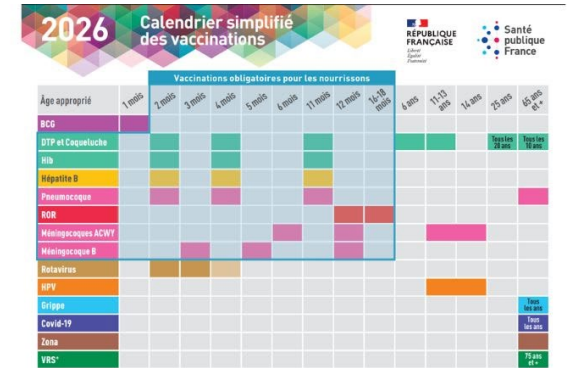 2026
Calendrier simplifié
des vaccinations
RÉPUBLIQUE
FRANÇAISE
Liberté
Égalité
Fraternité
Santé
publique
France
Vaccinations obligatoires pour les nourrissons
Âge approprié
1 mois
2 mois
3 mois
4 mois
5 mois
6 mois
11 mois
12 mois
16-18
mois
6 ans
11-13
ans
14 ans
25 ans
65 ans
et +
BCG
DTP et Coqueluche
Tous les
20 ans
Tous les
10 ans
Hib
Hépatite B
Pneumocoque
ROR
Méningocoques ACWY
Méningocoque B
Rotavirus
HPV
Grippe
Tous
les ans
Covid-19
Tous
les ans
Zona
VRS*
75 ans
et +